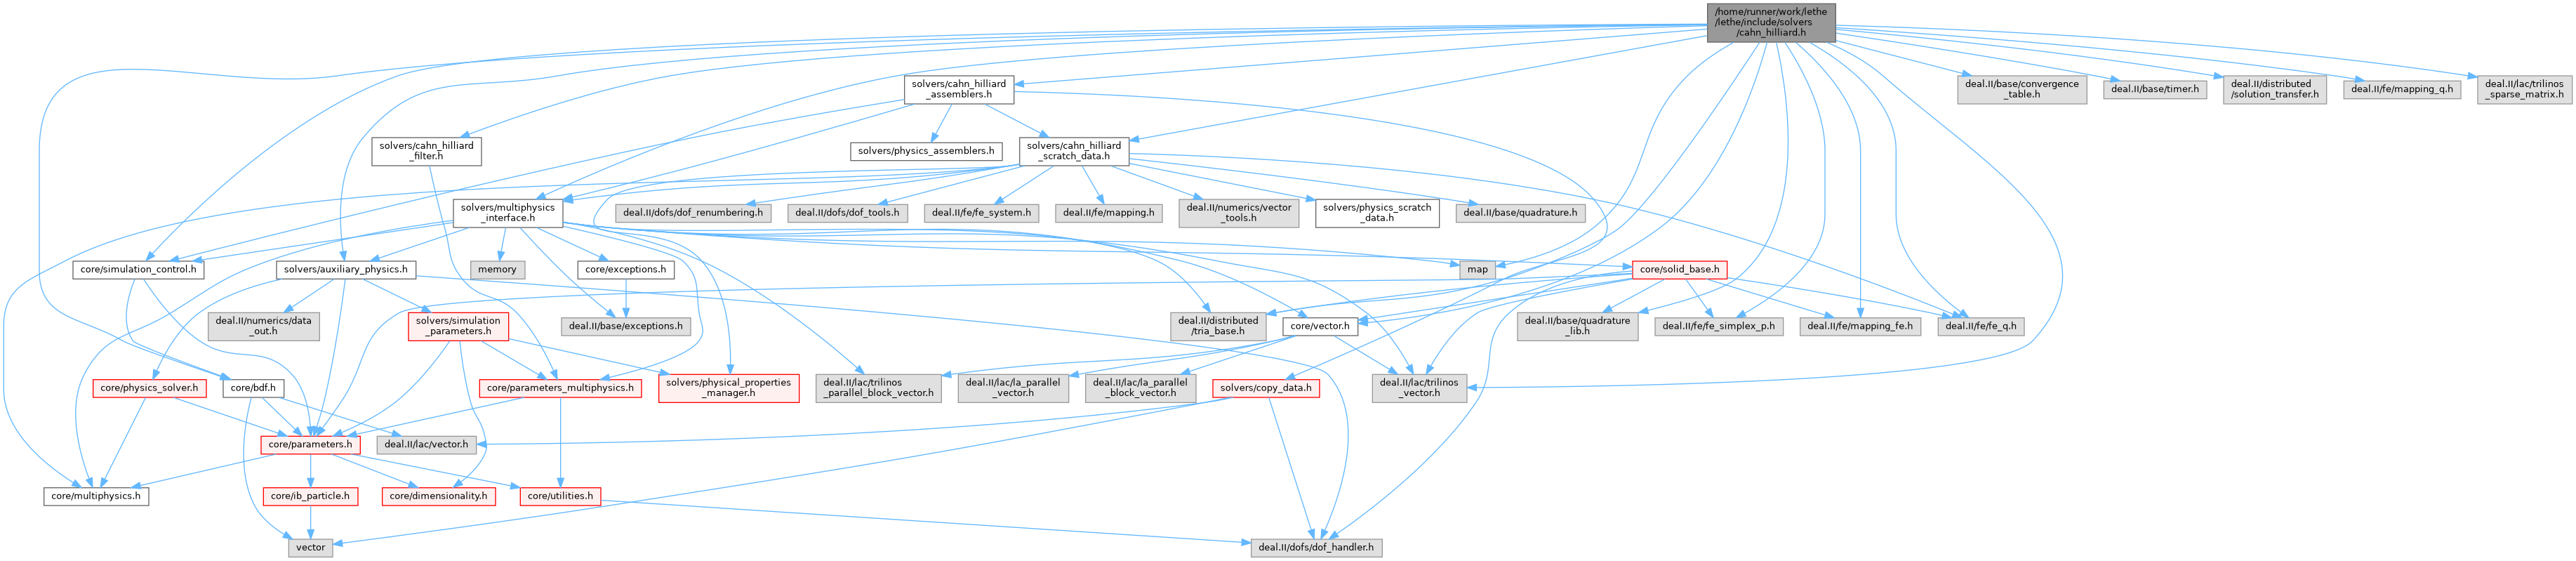 /home/runner/work/lethe
/lethe/include/solvers
/cahn_hilliard.h
solvers/cahn_hilliard
_assemblers.h
deal.II/base/convergence
_table.h
deal.II/base/timer.h
deal.II/distributed
/solution_transfer.h
deal.II/fe/mapping_q.h
deal.II/lac/trilinos
_sparse_matrix.h
solvers/cahn_hilliard
_filter.h
solvers/physics_assemblers.h
solvers/cahn_hilliard
_scratch_data.h
solvers/multiphysics
_interface.h
deal.II/dofs/dof_renumbering.h
deal.II/dofs/dof_tools.h
deal.II/fe/fe_system.h
deal.II/fe/mapping.h
deal.II/numerics/vector
_tools.h
solvers/physics_scratch
_data.h
deal.II/base/quadrature.h
core/simulation_control.h
solvers/auxiliary_physics.h
memory
core/exceptions.h
map
core/solid_base.h
deal.II/numerics/data
_out.h
solvers/simulation
_parameters.h
deal.II/base/exceptions.h
deal.II/distributed
/tria_base.h
core/vector.h
deal.II/base/quadrature
_lib.h
deal.II/fe/fe_simplex_p.h
deal.II/fe/mapping_fe.h
deal.II/fe/fe_q.h
core/physics_solver.h
core/bdf.h
core/parameters_multiphysics.h
solvers/physical_properties
_manager.h
deal.II/lac/trilinos
_parallel_block_vector.h
deal.II/lac/la_parallel
_vector.h
deal.II/lac/la_parallel
_block_vector.h
solvers/copy_data.h
deal.II/lac/trilinos
_vector.h
core/parameters.h
deal.II/lac/vector.h
core/multiphysics.h
core/ib_particle.h
core/dimensionality.h
core/utilities.h
vector
deal.II/dofs/dof_handler.h